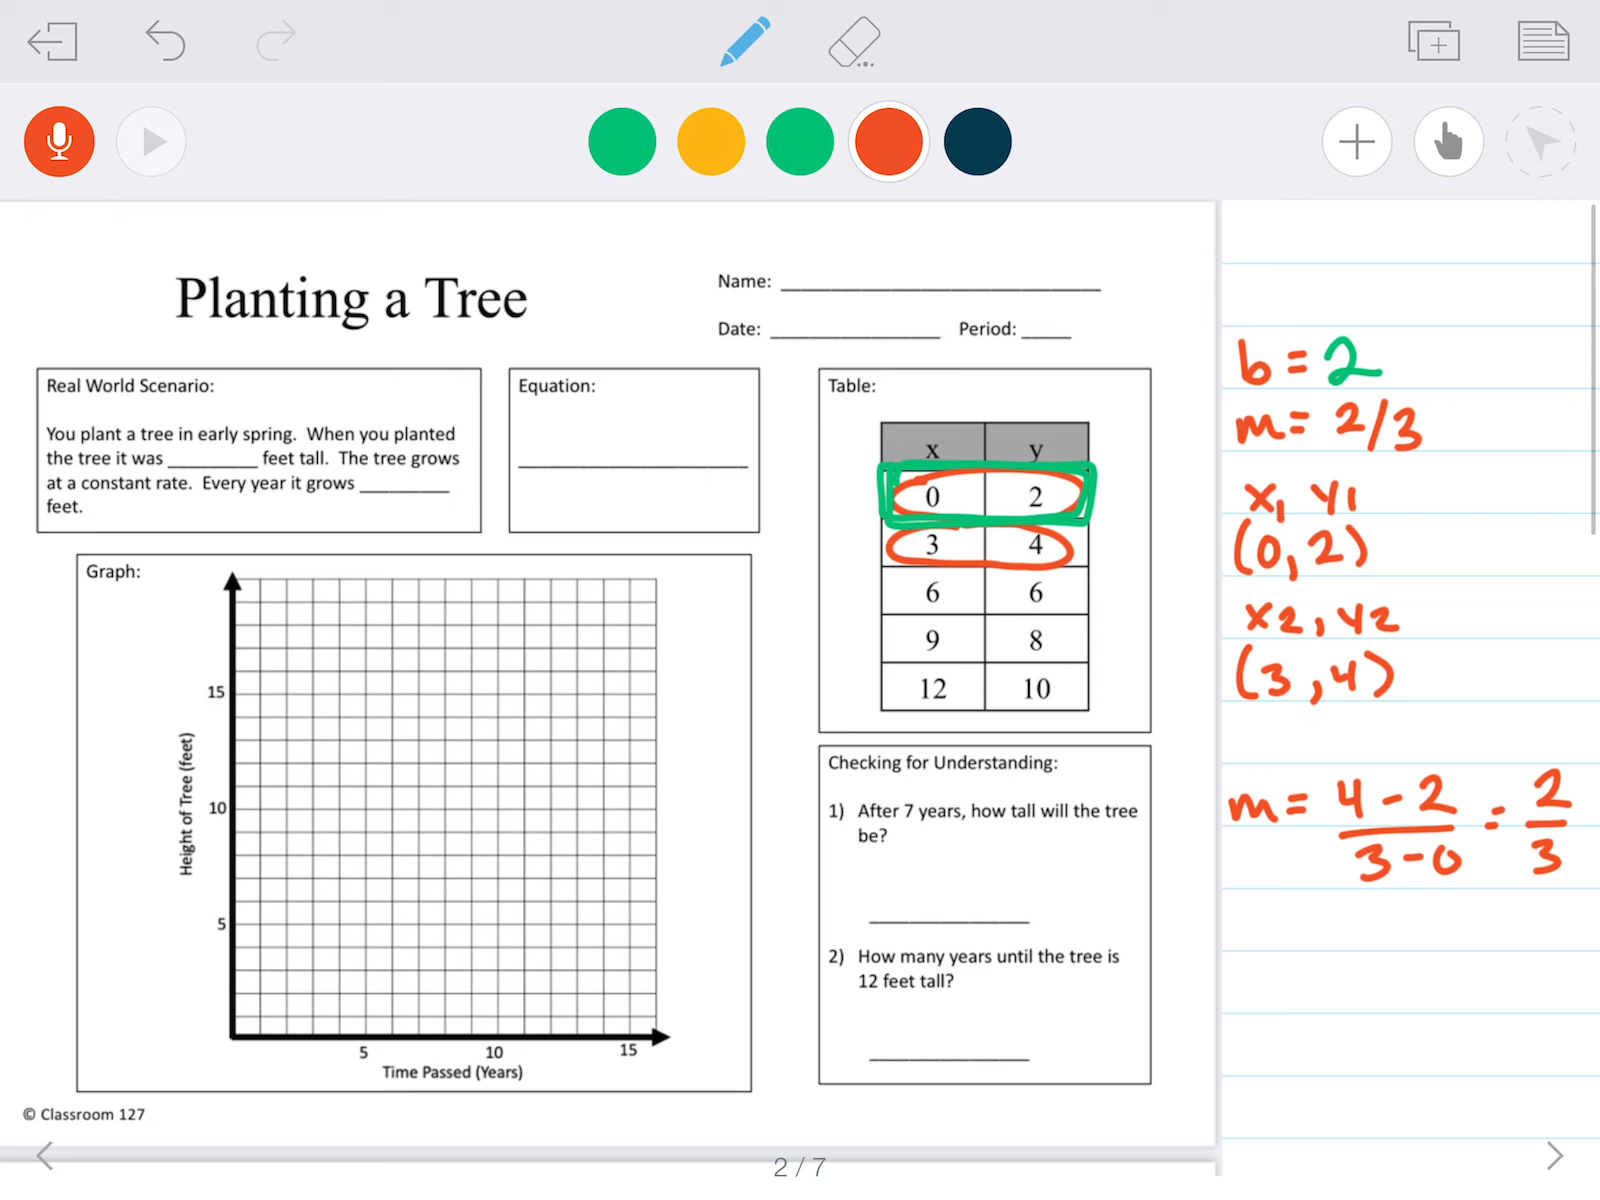 Planting a Tree
Name: ____________________
Date: ____________ Period: _____
Real World Scenario:
You plant a tree in early spring. When you planted
the tree it was _________ feet tall. The tree grows
at a constant rate. Every year it grows _________
feet.
Equation:
Table:
x y
0 2
3 4
6 6
9 8
12 10
Graph:
Height of Tree (feet)
15
10
5
5 10 15
Time Passed (Years)
Checking for Understanding:
1) After 7 years, how tall will the tree
be?
2) How many years until the tree is
12 feet tall?
© Classroom 127
b = 2
m = 2/3
x1 y1
(0, 2)
x2, y2
(3, 4)
m = 4 - 2 = 2
3 - 0 3
2 / 7